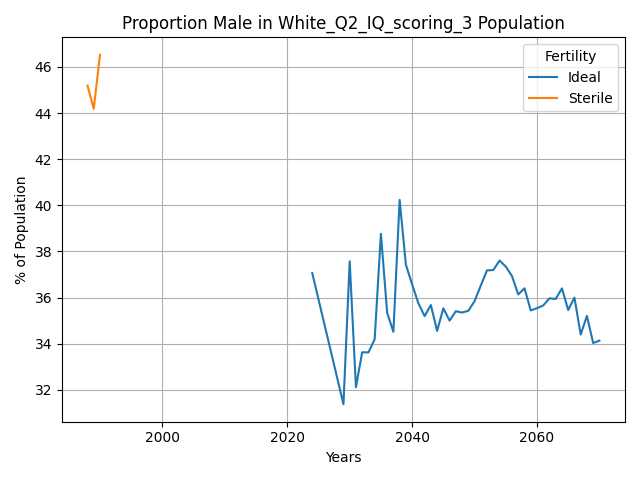 Proportion Male in White_Q2_IQ_scoring_3 Population
Fertility
Ideal
Sterile
% of Population
46
44
42
40
38
36
34
32
2000
2020
2040
2060
Years